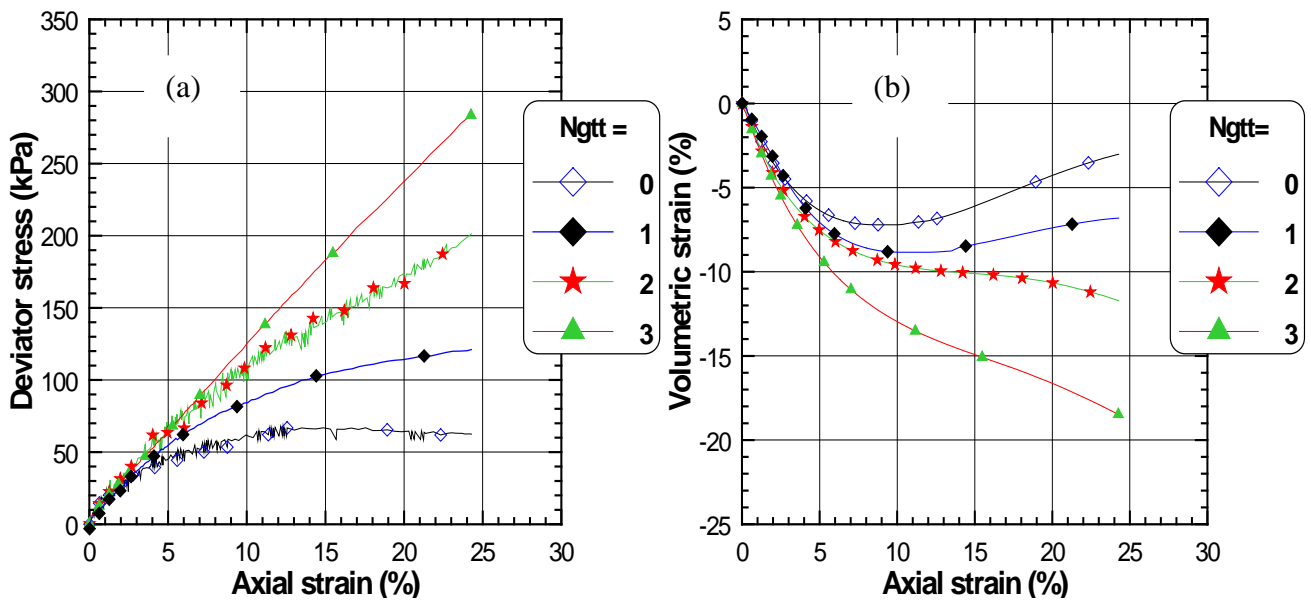 350
300
250
200
150
100
50
0
Deviator stress (kPa)
(a)
0 5 10 15 20 25 30
Axial strain (%)
Ngtt =
0
1
2
3
5
0
-5
-10
-15
-20
-25
Volumetric strain (%)
(b)
0 5 10 15 20 25 30
Axial strain (%)
Ngtt=
0
1
2
3